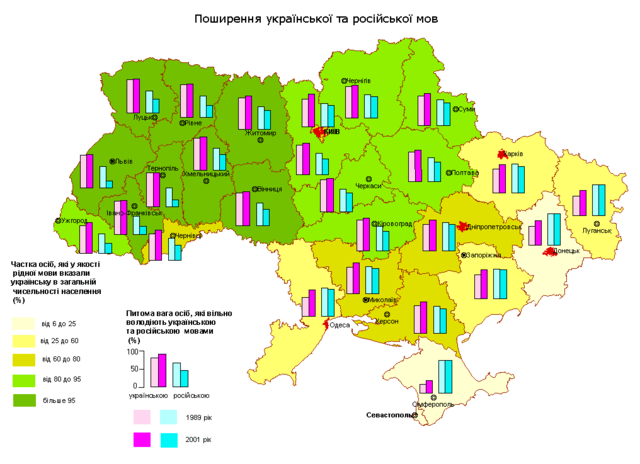 Поширення української та російської мов
Чернігів
Суми
Луцьк
Рівне
Житомир
КИЇВ
Львів
Тернопіль
Хмельницький
Полтава
Харків
Вінниця
Черкаси
Івано-Франківськ
Ужгород
Чернівці
Кіровоград
Дніпропетровськ
Луганськ
Донецьк
Запоріжжя
Миколаїв
Херсон
Одеса
Сімферополь
Севастополь
Частка осіб, які у якості
рідної мови вказали
українську в загальній
чисельності населення
(%)
від 6 до 25
від 25 до 60
від 60 до 80
від 80 до 95
більше 95
Питома вага осіб, які вільно
володіють українською
та російською мовами
(%)
100
50
0
українською російською
1989 рік
2001 рік